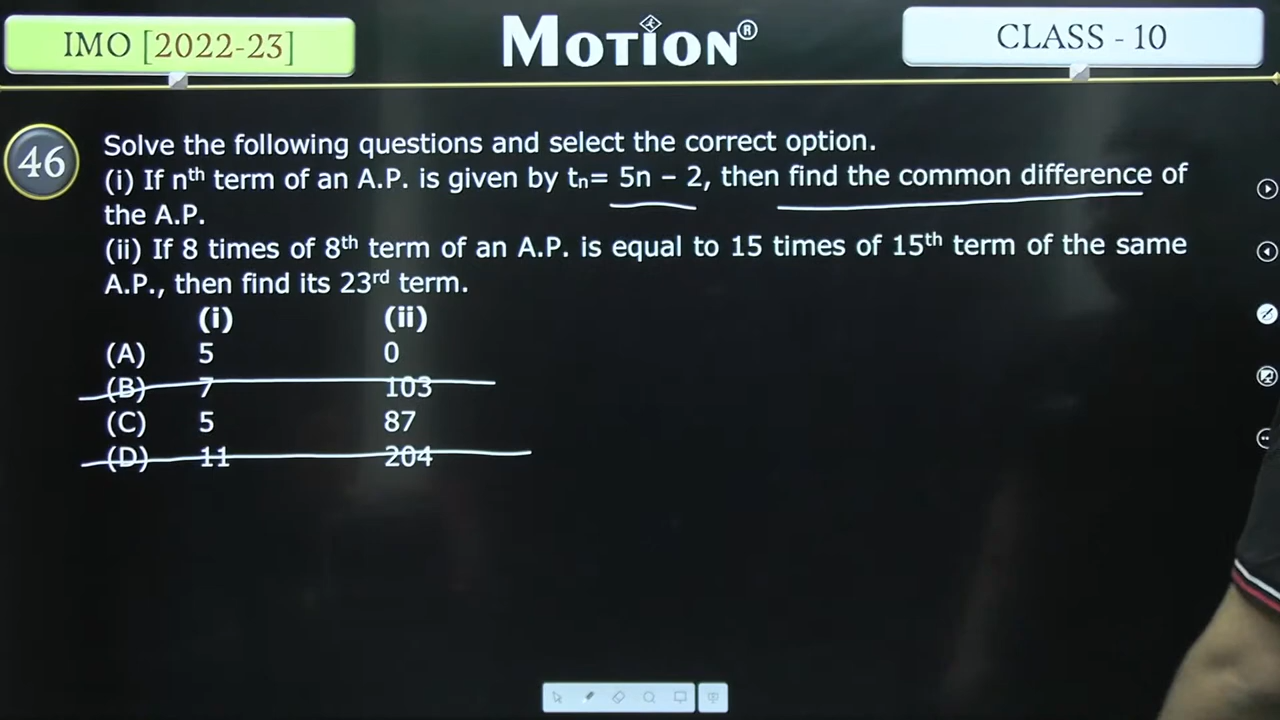 IMO [2022-23]
MOTION®
CLASS - 10
46
Solve the following questions and select the correct option.
(i) If nth term of an A.P. is given by tn= 5n – 2, then find the common difference of
the A.P.
(ii) If 8 times of 8th term of an A.P. is equal to 15 times of 15th term of the same
A.P., then find its 23rd term.
(i) (ii)
(A) 5 0
(B) 7 103
(C) 5 87
(D) 11 204